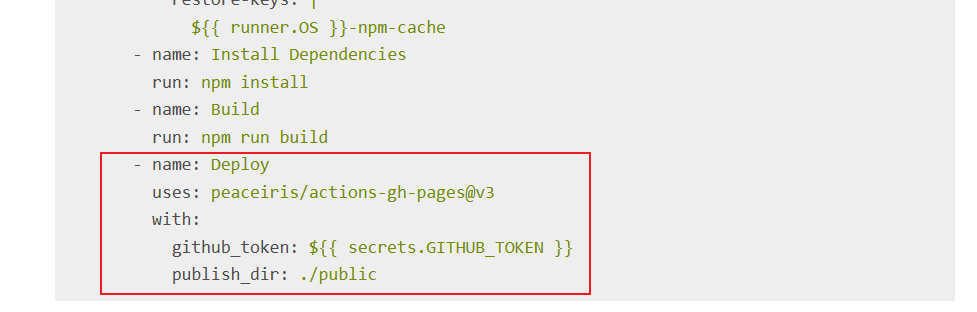 restore-keys: |
${{ runner.OS }}-npm-cache
- name: Install Dependencies
run: npm install
- name: Build
run: npm run build
- name: Deploy
uses: peaceiris/actions-gh-pages@v3
with:
github_token: ${{ secrets.GITHUB_TOKEN }}
publish_dir: ./public